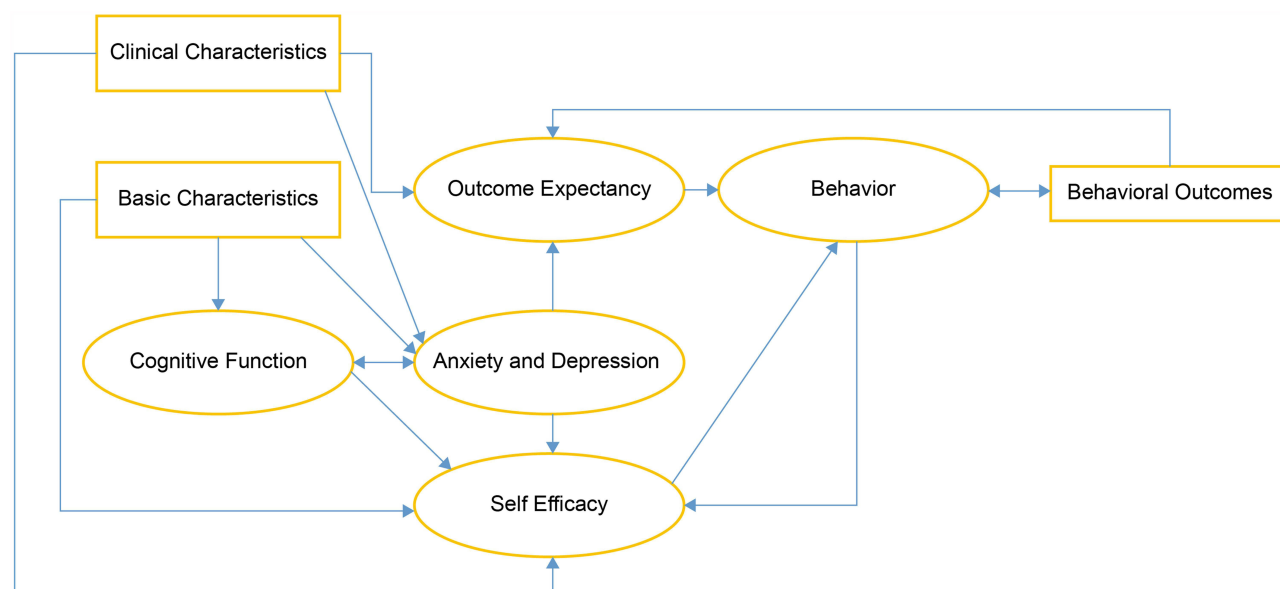 Clinical Characteristics
Basic Characteristics
Outcome Expectancy
Behavior
Behavioral Outcomes
Cognitive Function
Anxiety and Depression
Self Efficacy